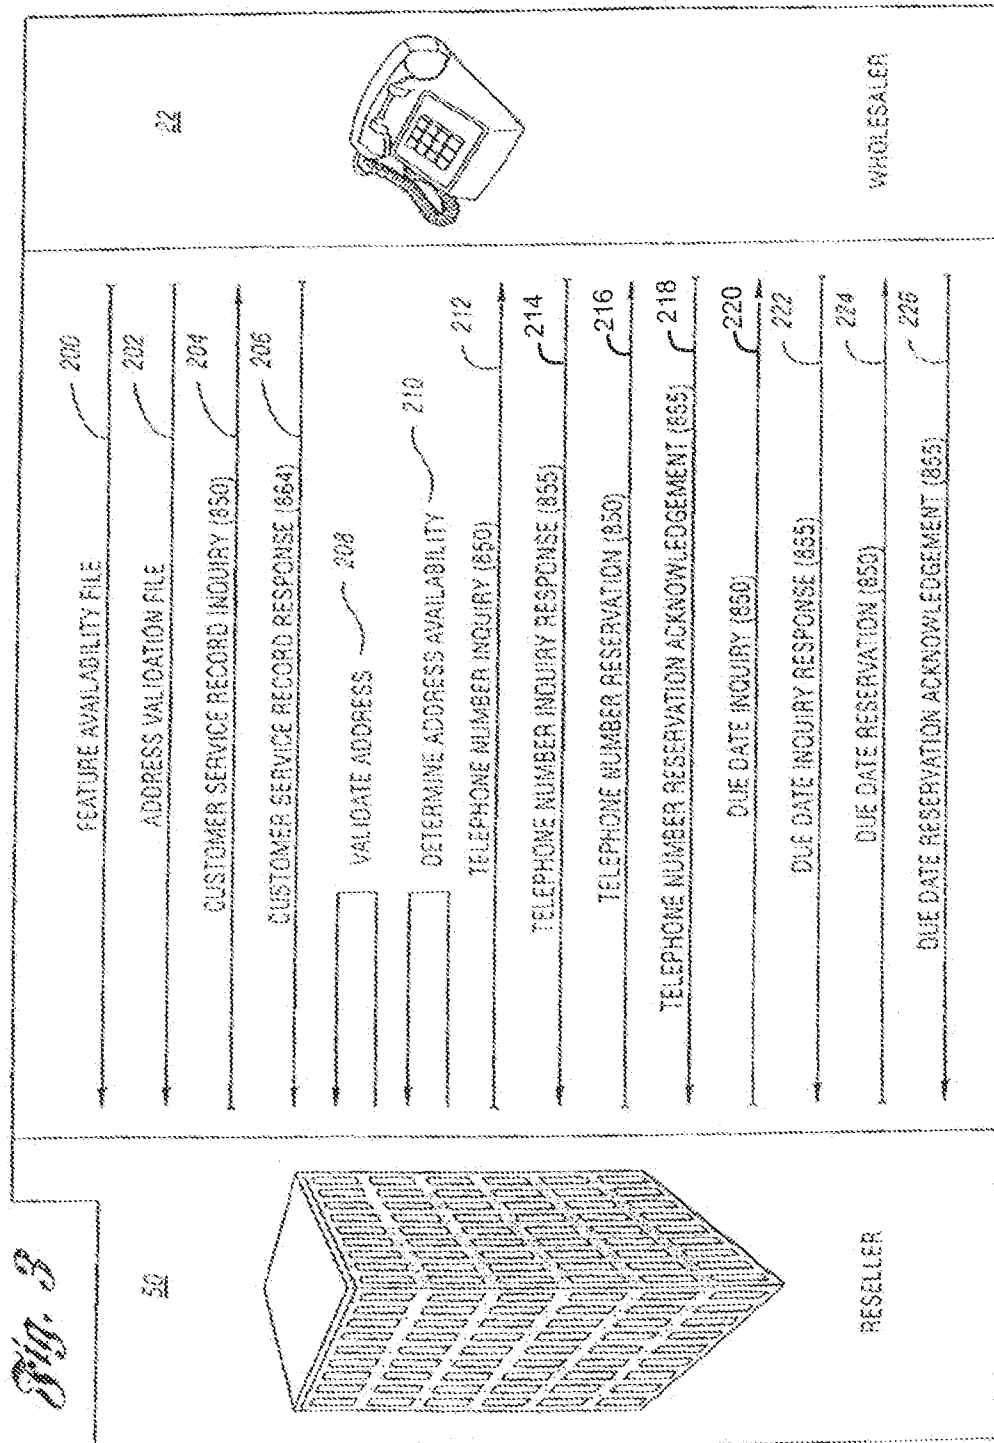 Fig. 3
50
22
FEATURE AVAILABILITY FILE
200
ADDRESS VALIDATION FILE
202
CUSTOMER SERVICE RECORD INQUIRY (850)
204
CUSTOMER SERVICE RECORD RESPONSE (864)
206
VALIDATE ADDRESS
208
DETERMINE ADDRESS AVAILABILITY
210
TELEPHONE NUMBER INQUIRY (850)
212
TELEPHONE NUMBER INQUIRY RESPONSE (855)
214
TELEPHONE NUMBER RESERVATION (850)
216
TELEPHONE NUMBER RESERVATION ACKNOWLEDGEMENT (855)
218
DUE DATE INQUIRY (850)
220
DUE DATE INQUIRY RESPONSE (855)
222
DUE DATE RESERVATION (850)
224
DUE DATE RESERVATION ACKNOWLEDGEMENT (855)
226
RESELLER
WHOLESALER